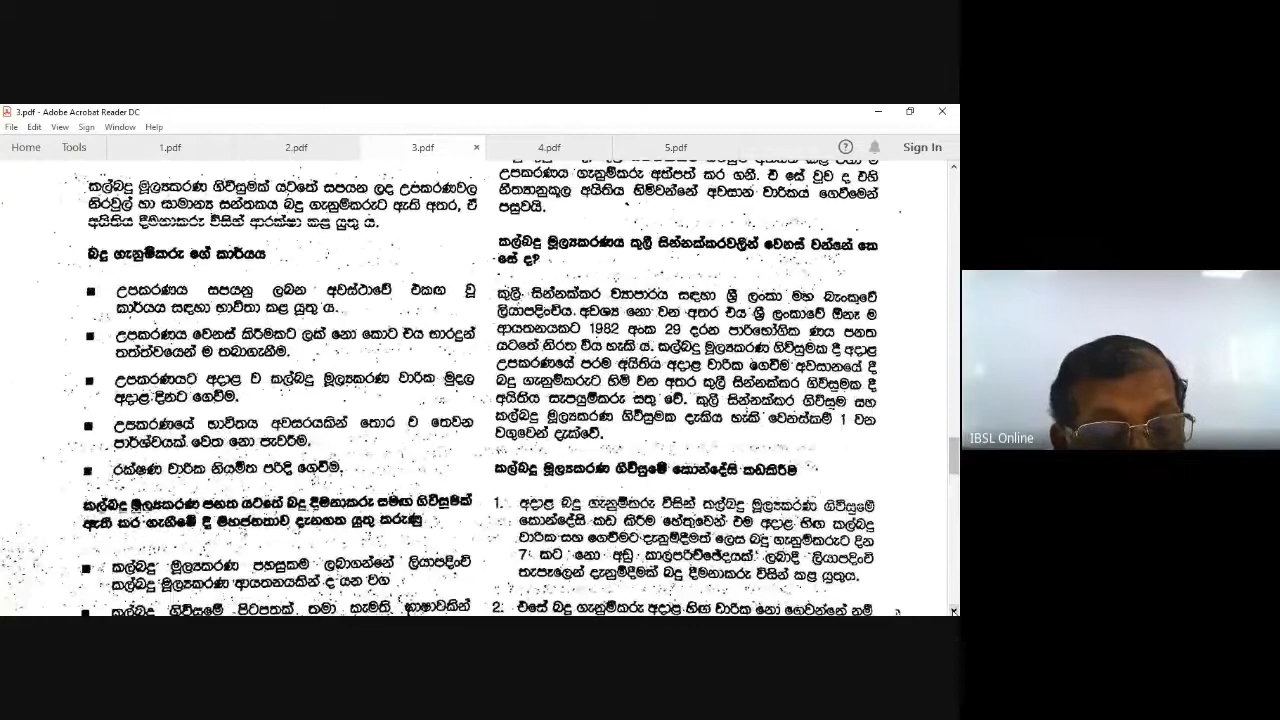 3.pdf - Adobe Acrobat Reader DC
File Edit View Sign Window Help
Home Tools 1.pdf 2.pdf 3.pdf 4.pdf 5.pdf Sign In
කල්බදු මූල්‍යකරණ ගිවිසුමක් යටතේ සපයන ලද උපකරණවල
නිරවුල් හා සාමාන්‍ය සන්තකය බදු ගැනුම්කරුට ඇති අතර, ඒ
අයිතිය දීමනාකරු විසින් ආරක්ෂා කළ යුතු ය.
බදු ගැනුම්කරු ගේ කාර්යය
■ උපකරණය සපයනු ලබන අවස්ථාවේ එකඟ වූ
කාර්යය සඳහා භාවිතා කළ යුතු ය.
■ උපකරණය වෙනස් කිරීමකට ලක් නො කොට එය භාරදුන්
තත්ත්වයෙන් ම තබාගැනීම.
■ උපකරණයට අදාළ ව කල්බදු මූල්‍යකරණ වාරික මුදල
අදාළ දිනට ගෙවීම.
■ උපකරණයේ භාවිතය අවසරයකින් තොර ව තෙවන
පාර්ශ්වයක් වෙත නො පැවරීම.
■ රක්ෂණ වාරික නියමිත පරිදි ගෙවීම.
කල්බදු මූල්‍යකරණ පනත යටතේ බදු දීමනාකරු සමඟ ගිවිසුමක්
ඇති කර ගැනීමේ දී මහජනතාව දැනගත යුතු කරුණු
■ කල්බදු මූල්‍යකරණ පහසුකම ලබාගන්නේ ලියාපදිංචි
කල්බදු මූල්‍යකරණ ආයතනයකින් ද යන වග
■ කල්බදු ගිවිසුමේ පිටපතක් තමා කැමති භාෂාවකින්
උපකරණය ගැනුම්කරු අත්පත් කර ගනී. ඒ සේ වුව ද එහි
නීත්‍යානුකූල අයිතිය හිමිවන්නේ අවසාන වාරිකය ගෙවීමෙන්
පසුවයි.
කල්බදු මූල්‍යකරණය කුලී සින්නක්කරවලින් වෙනස් වන්නේ කෙ
සේ ද?
කුලී සින්නක්කර ව්‍යාපාරය සඳහා ශ්‍රී ලංකා මහ බැංකුවේ
ලියාපදිංචිය අවශ්‍ය නො වන අතර එය ශ්‍රී ලංකාවේ ඕනෑ ම
ආයතනයකට 1982 අංක 29 දරන පාරිභෝගික ණය පනත
යටතේ නිරත විය හැකි ය. කල්බදු මූල්‍යකරණ ගිවිසුමක දී අදාළ
උපකරණයේ පරම අයිතිය අදාළ වාරික ගෙවීම අවසානයේ දී
බදු ගැනුම්කරුට හිමි වන අතර කුලී සින්නක්කර ගිවිසුමක දී
අයිතිය සැපයුම්කරු සතු වේ. කුලී සින්නක්කර ගිවිසුම සහ
කල්බදු මූල්‍යකරණ ගිවිසුමක දැකිය හැකි වෙනස්කම් 1 වන
වගුවෙන් දැක්වේ.
කල්බදු මූල්‍යකරණ ගිවිසුමේ කොන්දේසි කඩකිරීම
1. අදාළ බදු ගැනුම්කරු විසින් කල්බදු මූල්‍යකරණ ගිවිසුමේ
කොන්දේසි කඩ කිරීම හේතුවෙන් එම අදාළ හිඟ කල්බදු
වාරික සහ ගෙවීමට දැනුම්දීමත් ලෙස බදු ගැනුම්කරුට දින
7 කට නො අඩු කාලපරිච්ඡේදයක් ලබාදී ලියාපදිංචි
තැපෑලෙන් දැනුම්දීමක් බදු දීමනාකරු විසින් කළ යුතුය.
2. එසේ බදු ගැනුම්කරු අදාළ හිඟ වාරික නො ගෙවන්නේ නම්
IBSL Online